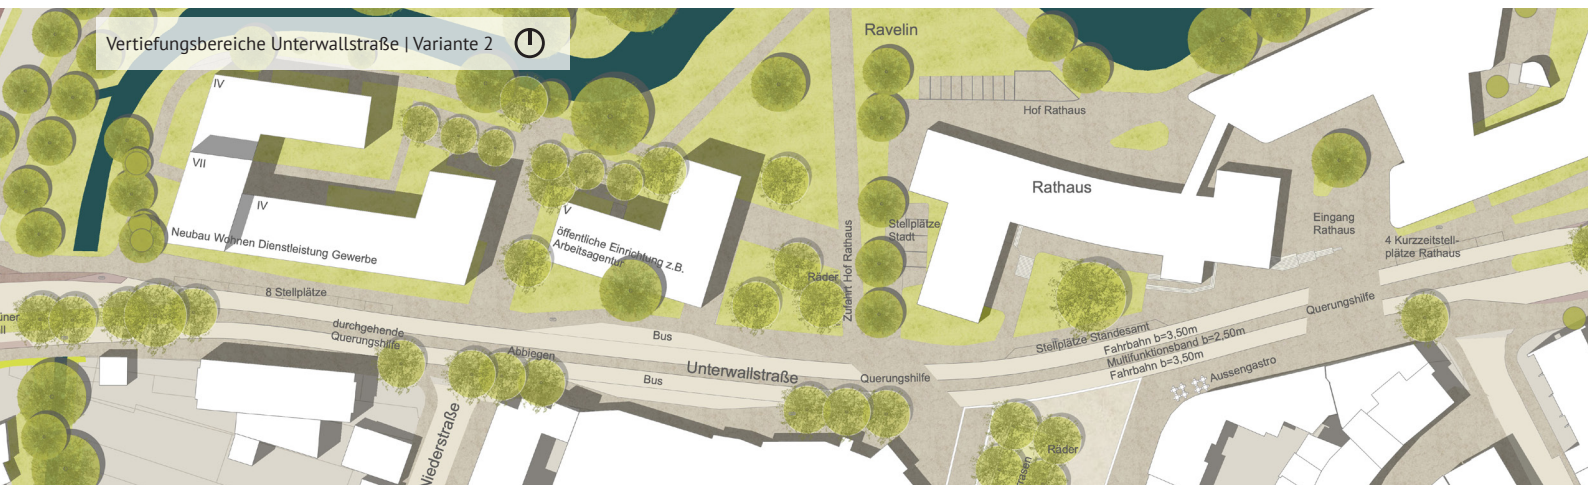 Vertiefungsbereiche Unterwallstraße | Variante 2
Ravelin
IV
Hof Rathaus
VII
IV
Neubau Wohnen Dienstleistung Gewerbe
V
öffentliche Einrichtung z.B.
Arbeitsagentur
Räder
Zufahrt Hof Rathaus
Stellplätze
Stadt
Rathaus
Eingang
Rathaus
4 Kurzzeitstell-
plätze Rathaus
8 Stellplätze
durchgehende
Querungshilfe
Abbiegen
Bus
Bus
Unterwallstraße
Querungshilfe
Stellplätze Standesamt
Fahrbahn b=3,50m
Multifunktionsband b=2,50m
Fahrbahn b=3,50m
Querungshilfe
Aussengastro
Niederstraße
Räder